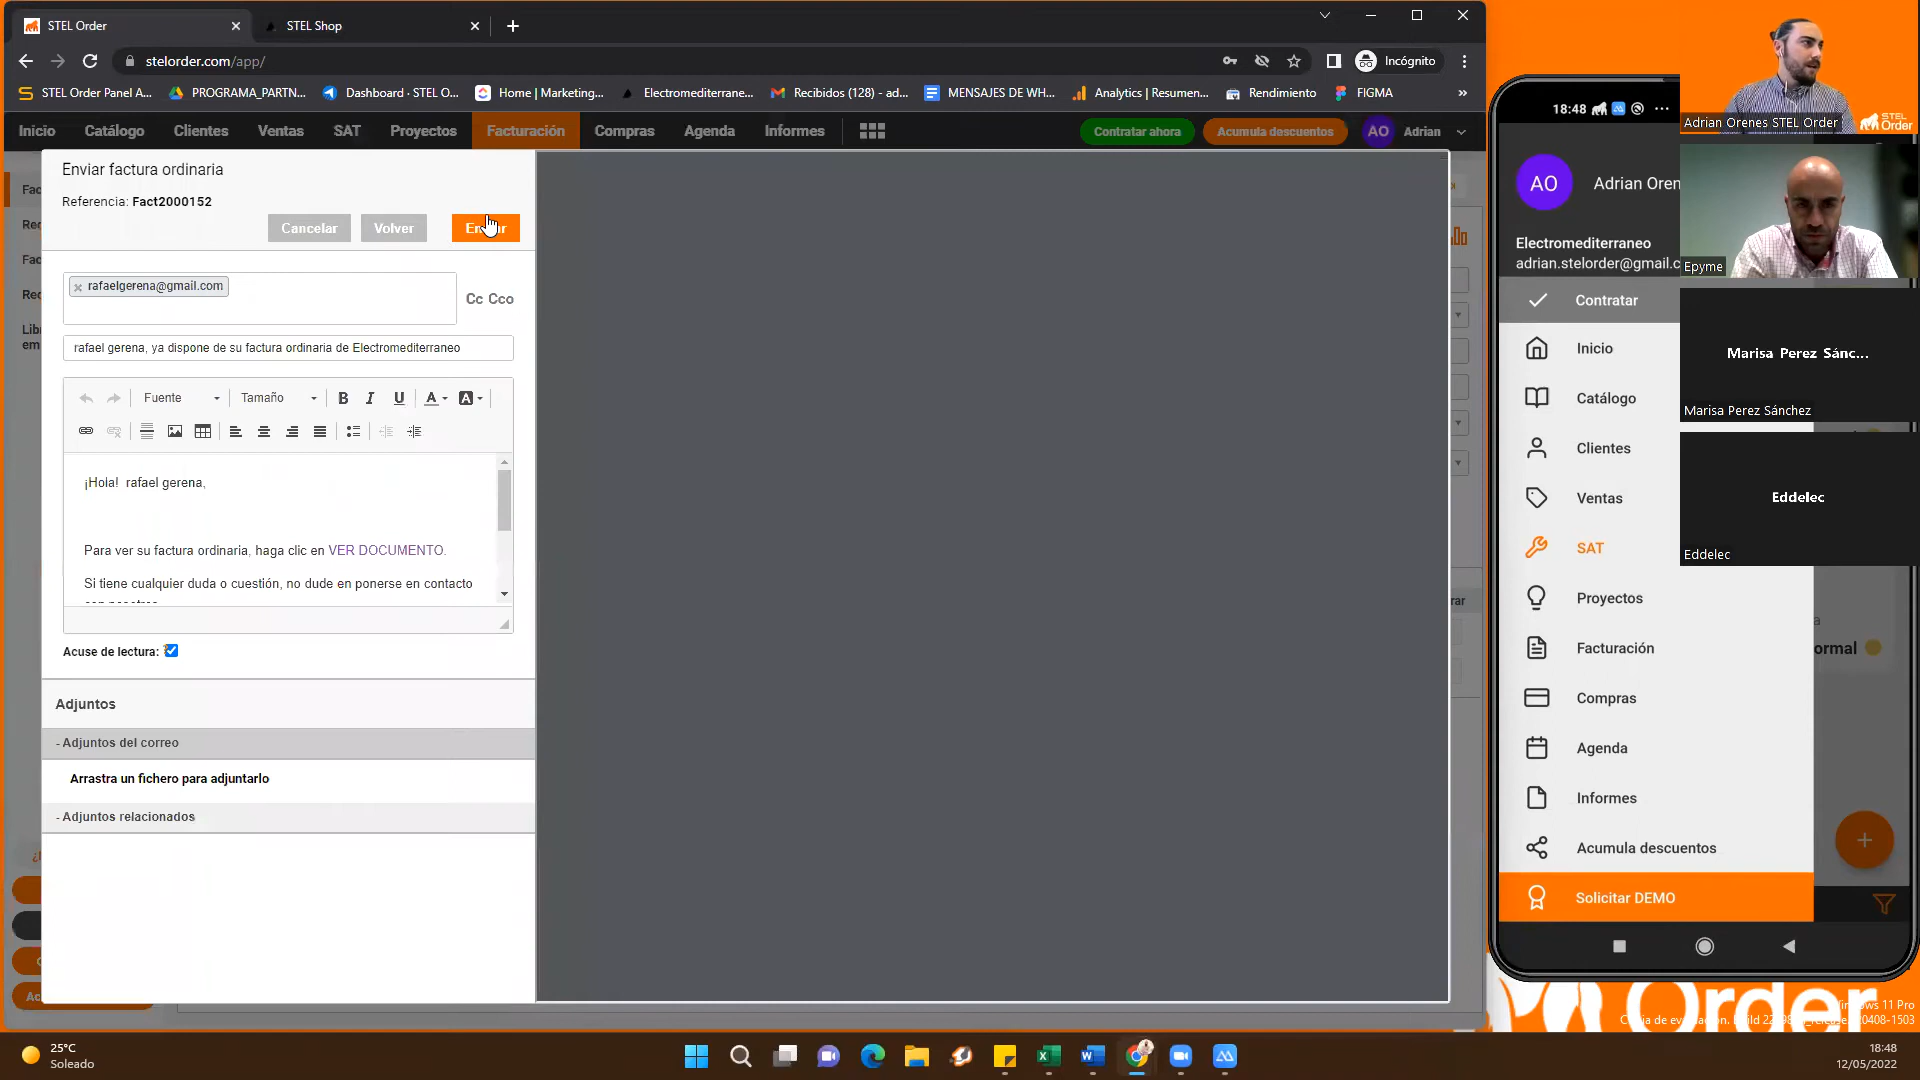 STEL Order
STEL Shop
stelorder.com/app/
Incógnito
STEL Order Panel A...
PROGRAMA_PARTN...
Dashboard · STEL O...
Home | Marketing...
Electromediterrane...
Recibidos (128) - ad...
MENSAJES DE WH...
Analytics | Resumen...
Rendimiento
FIGMA
»
Inicio
Catálogo
Clientes
Ventas
SAT
Proyectos
Facturación
Compras
Agenda
Informes
Contratar ahora
Acumula descuentos
AO
Adrian
Enviar factura ordinaria
Referencia: Fact2000152
Cancelar
Volver
rafaelgerena@gmail.com
Cc Cco
rafael gerena, ya dispone de su factura ordinaria de Electromediterraneo
Fuente
Tamaño
B I U A A
¡Hola! rafael gerena,
Para ver su factura ordinaria, haga clic en VER DOCUMENTO.
Si tiene cualquier duda o cuestión, no dude en ponerse en contacto
Acuse de lectura:
Adjuntos
- Adjuntos del correo
Arrastra un fichero para adjuntarlo
- Adjuntos relacionados
18:48
AO
Adrian Oren
Electromediterraneo
adrian.stelorder@gmail.c
Contratar
Inicio
Catálogo
Clientes
Ventas
SAT
Proyectos
Facturación
Compras
Agenda
Informes
Acumula descuentos
Solicitar DEMO
ormal
Adrian Orenes STEL Order
STEL
Order
Epyme
Marisa Perez Sánc...
Marisa Perez Sánchez
Eddelec
Eddelec
Order
25°C
Soleado
18:48
12/05/2022